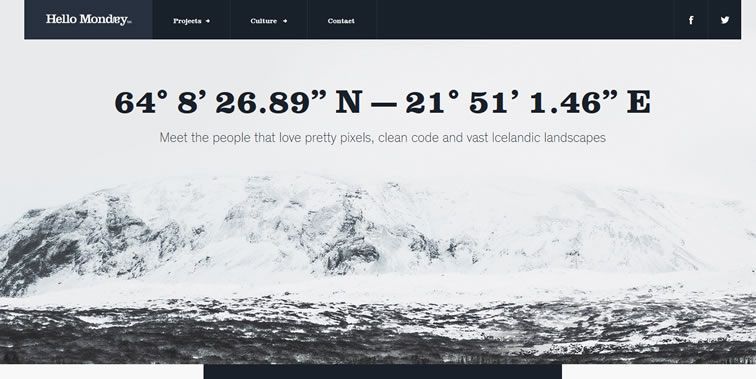 Hello Monday
Projects
Culture
Contact
64° 8’ 26.89” N — 21° 51’ 1.46” E
Meet the people that love pretty pixels, clean code and vast Icelandic landscapes